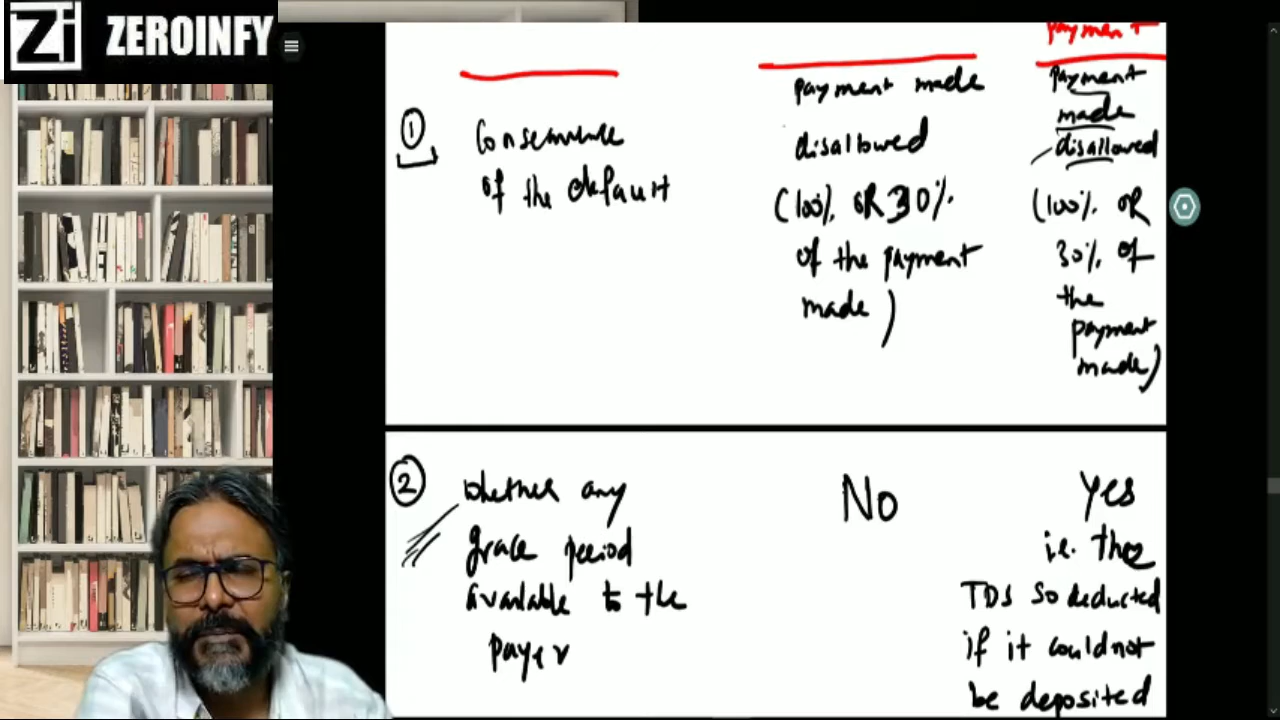 Zi ZEROINFY
payment
① Consequence
of the default
payment made
disallowed
(100% OR 30%
of the payment
made)
payment
made
disallowed
(100% OR
30% of
the
payment
made)
② Whether any
grace period
available to the
payer
No
Yes
i.e. the
TDS so deducted
if it could not
be deposited